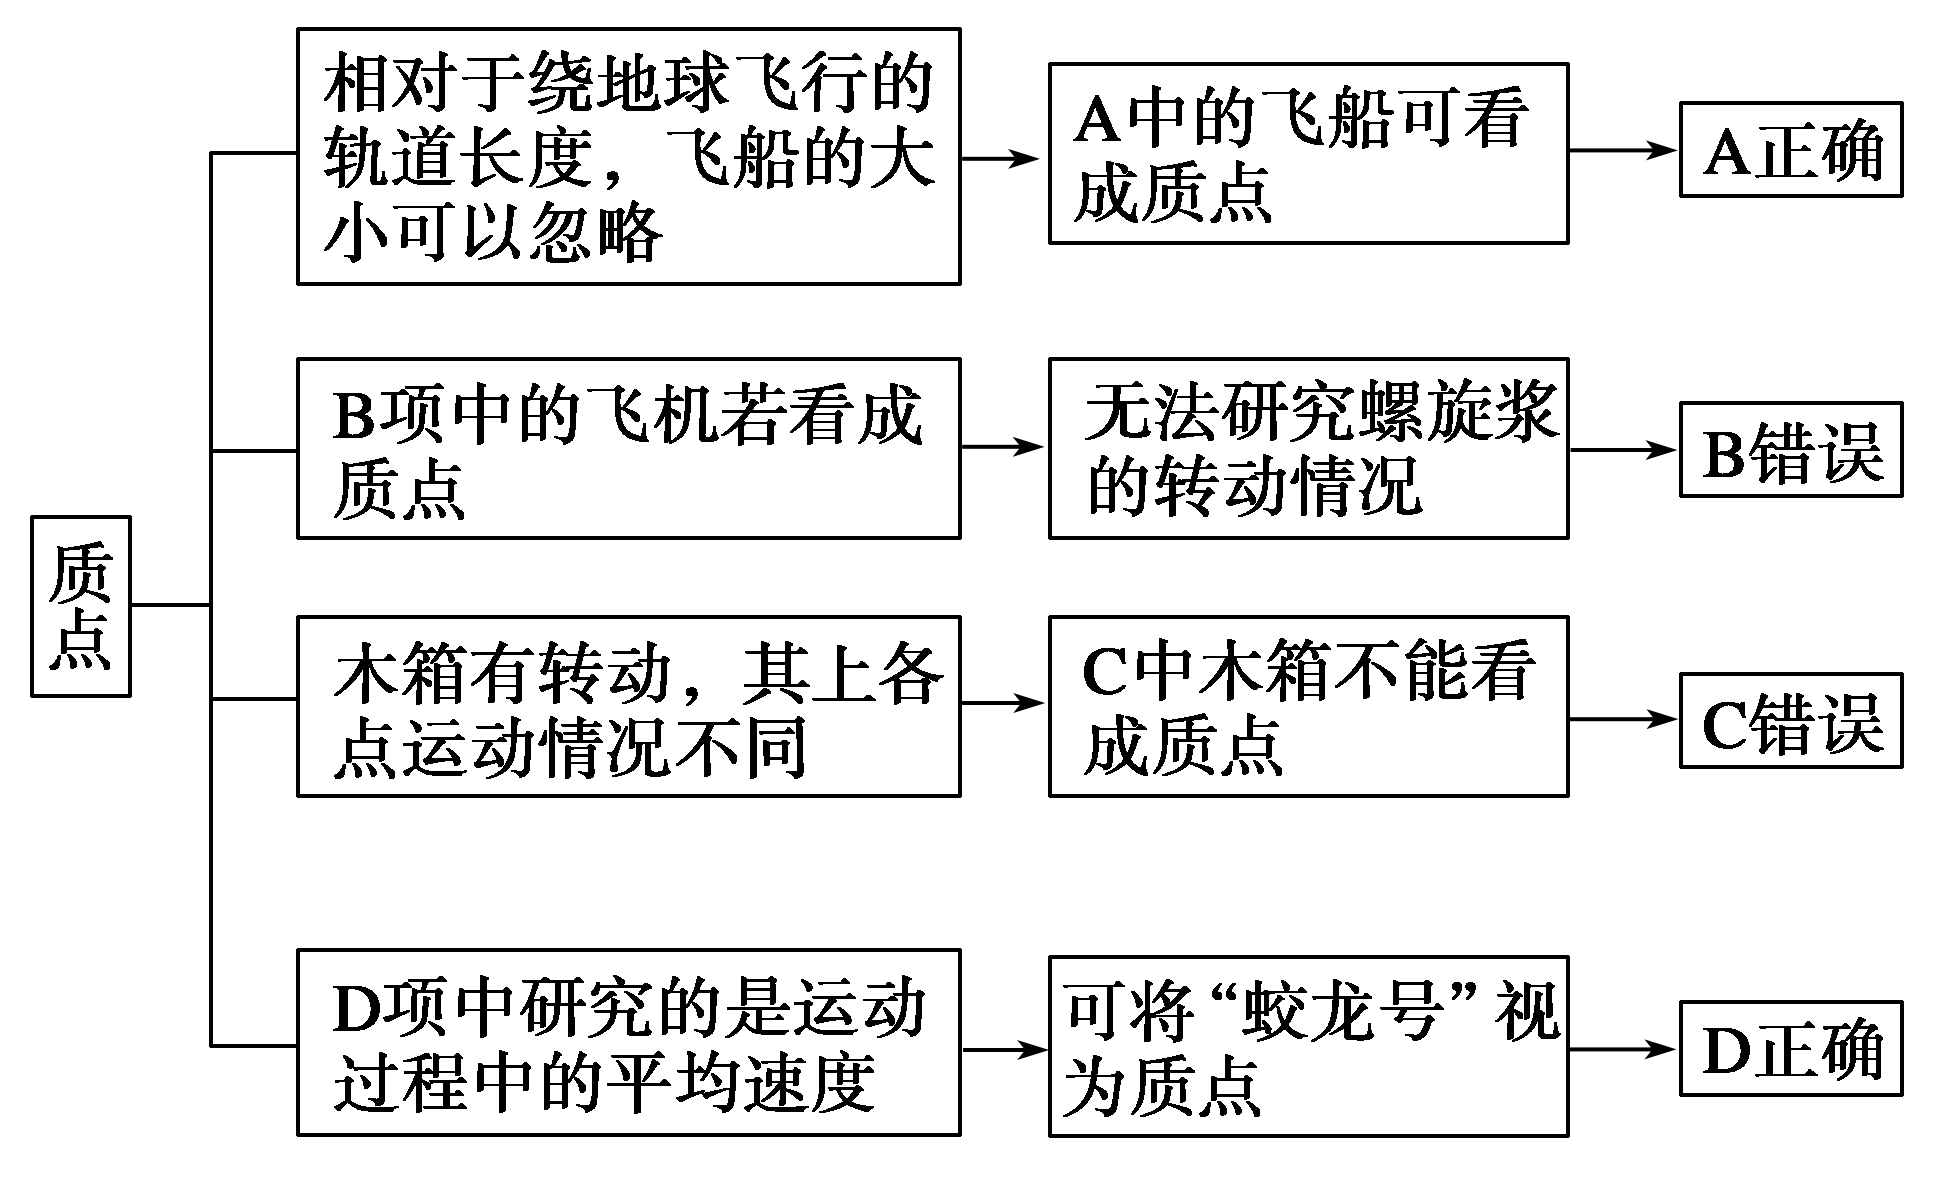 质
点
相对于绕地球飞行的
轨道长度，飞船的大
小可以忽略
A中的飞船可看
成质点
A正确
B项中的飞机若看成
质点
无法研究螺旋浆
的转动情况
B错误
木箱有转动，其上各
点运动情况不同
C中木箱不能看
成质点
C错误
D项中研究的是运动
过程中的平均速度
可将“蛟龙号”视
为质点
D正确